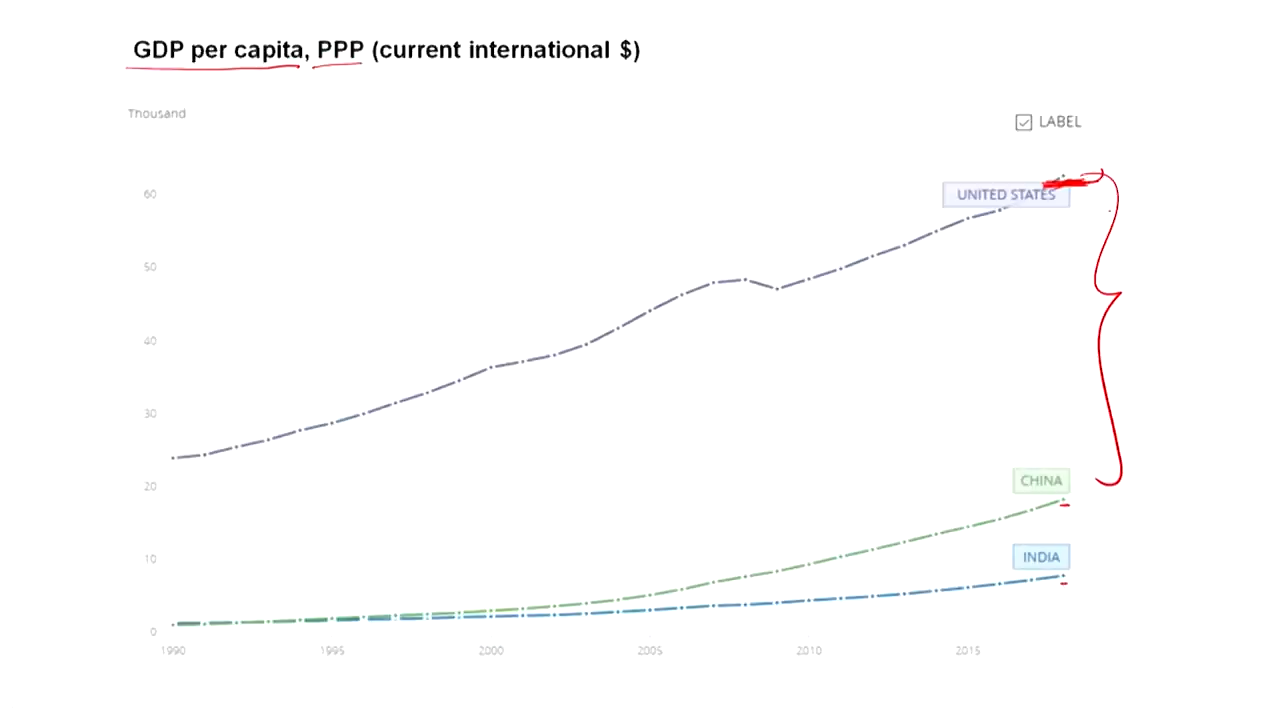 GDP per capita, PPP (current international $)
Thousand
LABEL
60
UNITED STATES
50
40
30
20
CHINA
10
INDIA
0
1990 1995 2000 2005 2010 2015